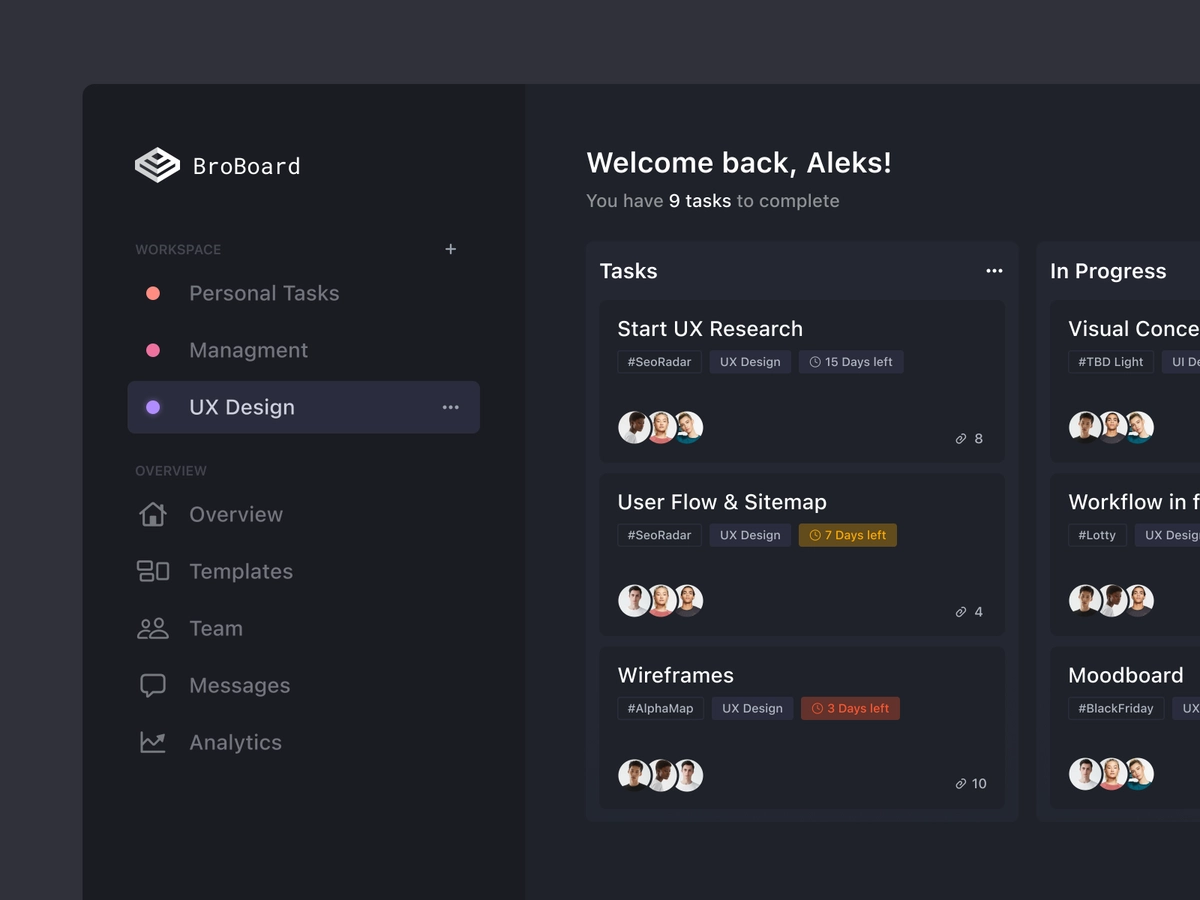 BroBoard
WORKSPACE +
Personal Tasks
Managment
UX Design
OVERVIEW
Overview
Templates
Team
Messages
Analytics
Welcome back, Aleks!
You have 9 tasks to complete
Tasks
Start UX Research
#SeoRadar UX Design 15 Days left
8
User Flow & Sitemap
#SeoRadar UX Design 7 Days left
4
Wireframes
#AlphaMap UX Design 3 Days left
10
In Progress
Visual Conce
#TBD Light UI De
Workflow in f
#Lotty UX Desig
Moodboard
#BlackFriday UX